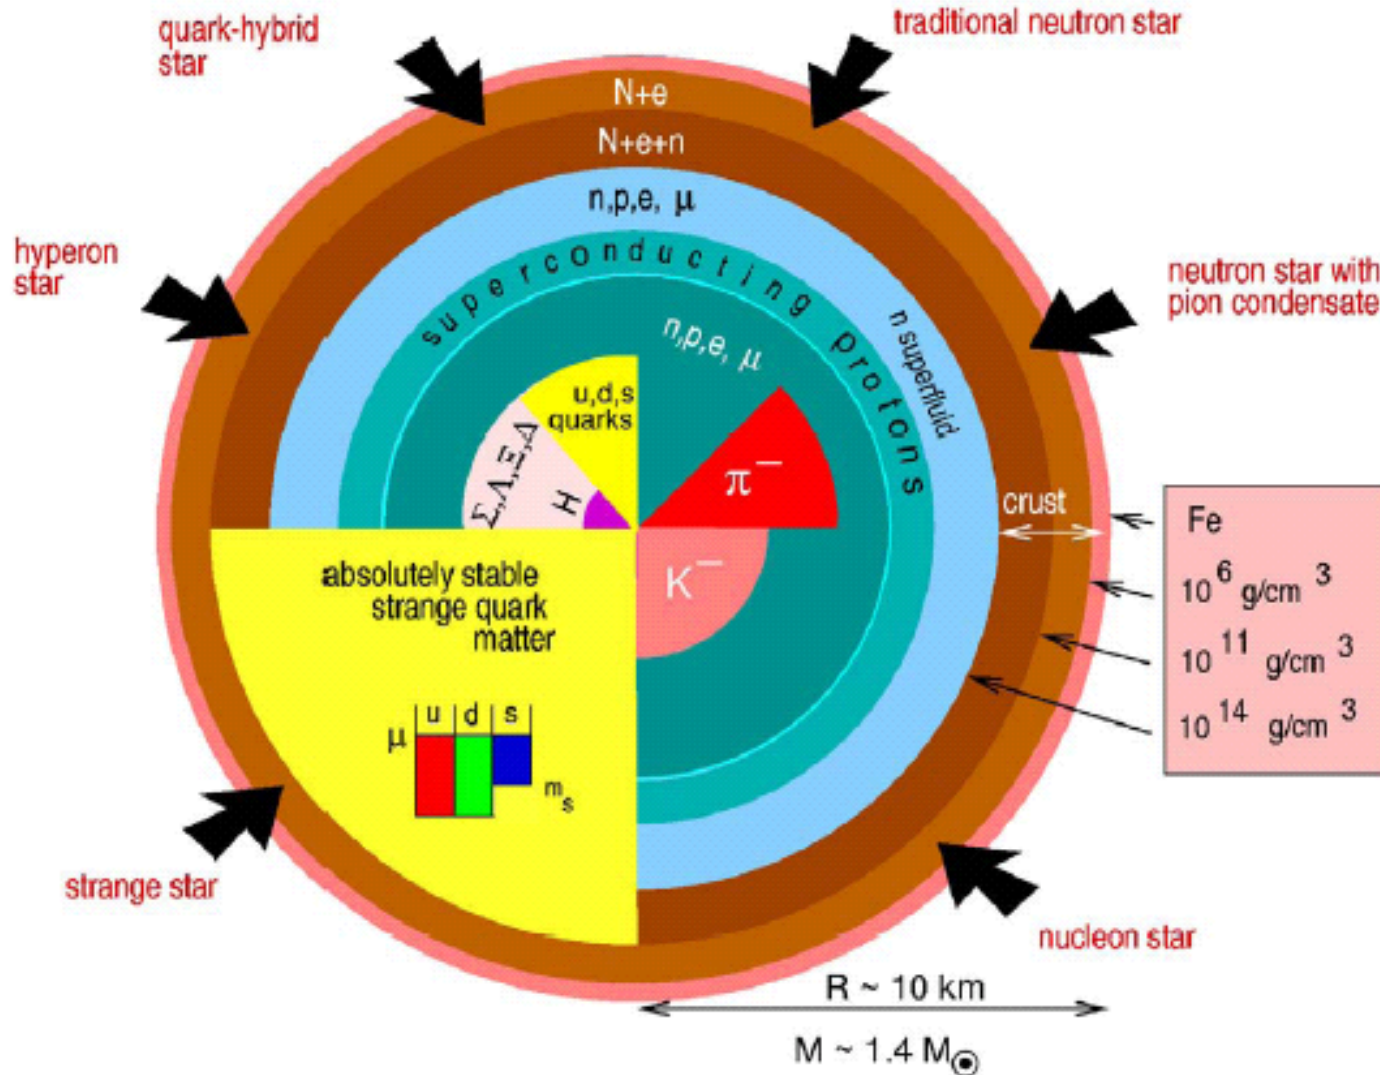 quark-hybrid
star
traditional neutron star
N+e
N+e+n
n,p,e, μ
hyperon
star
superconducting protons
n superfluid
neutron star with
pion condensate
n,p,e, μ
u,d,s
quarks
Σ,Λ,Ξ,Δ
H
π⁻
K⁻
crust
Fe
10⁶ g/cm³
10¹¹ g/cm³
10¹⁴ g/cm³
absolutely stable
strange quark
matter
u d s
μ
mₛ
strange star
nucleon star
R ~ 10 km
M ~ 1.4 M☉